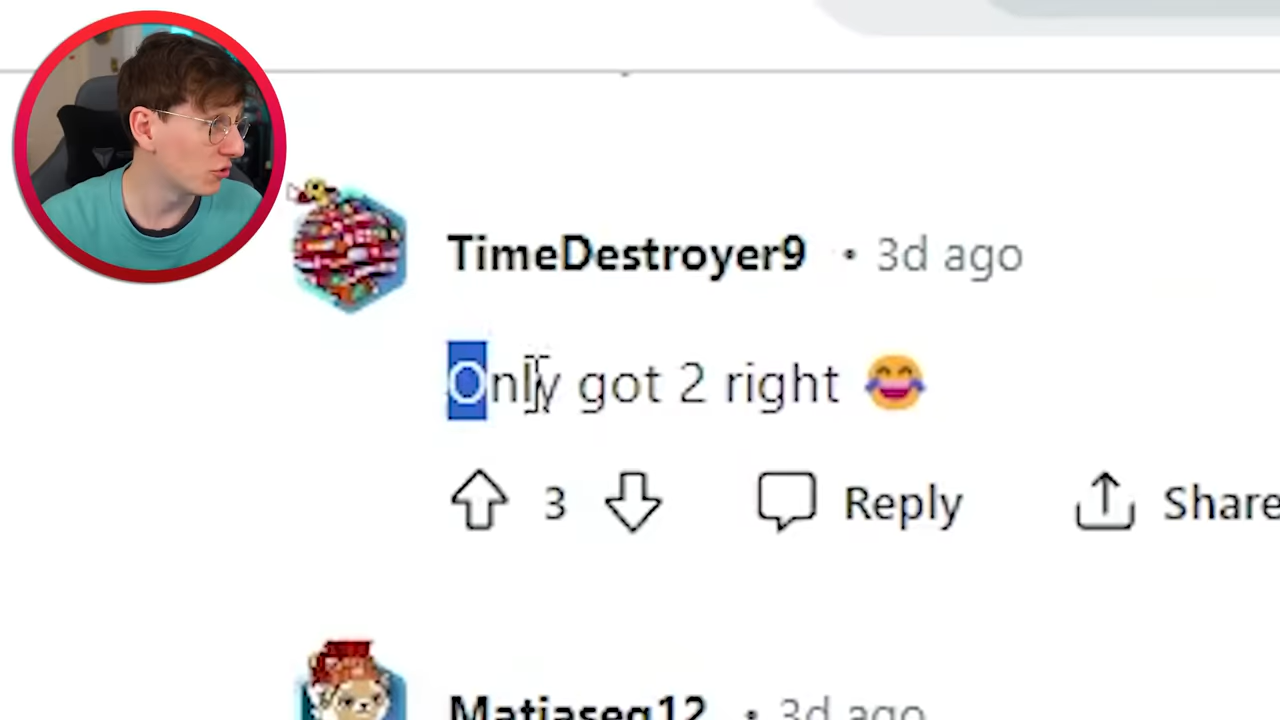 TimeDestroyer9 • 3d ago
Only got 2 right 😂
3 Reply Share
Matiaseg12 • 3d ago